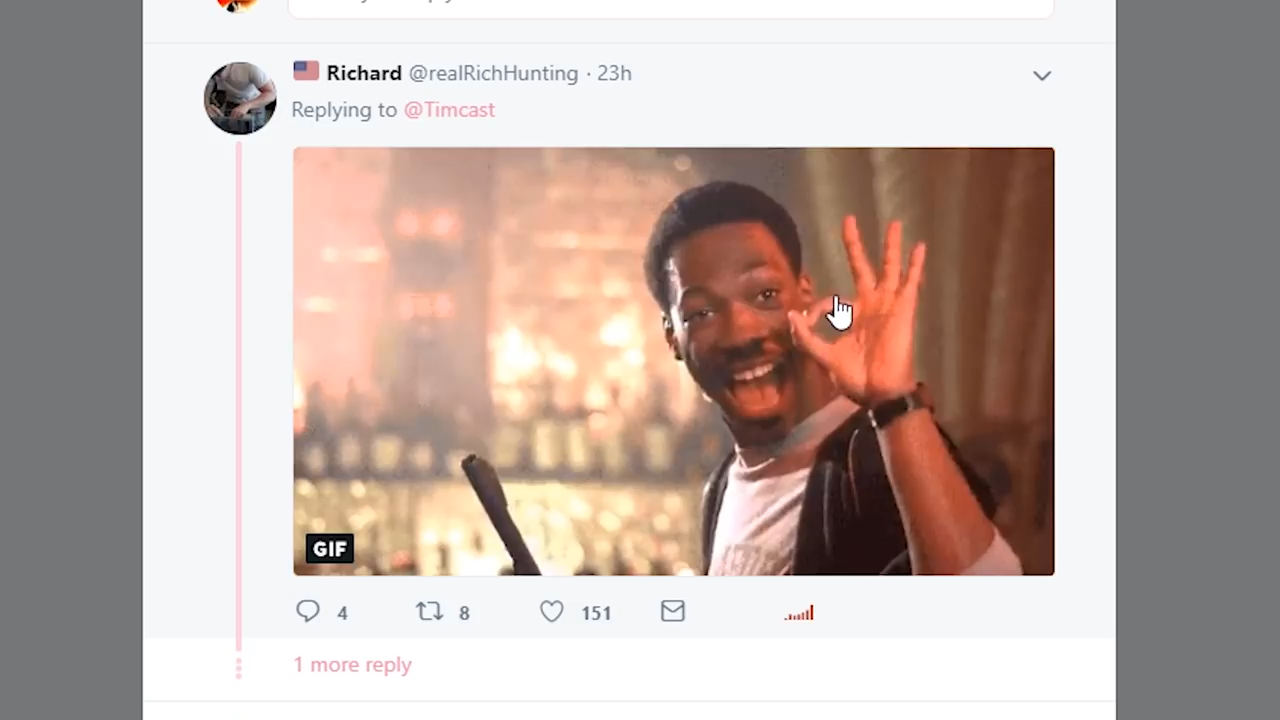 Richard @realRichHunting · 23h
Replying to @Timcast
GIF
4 8 151
1 more reply